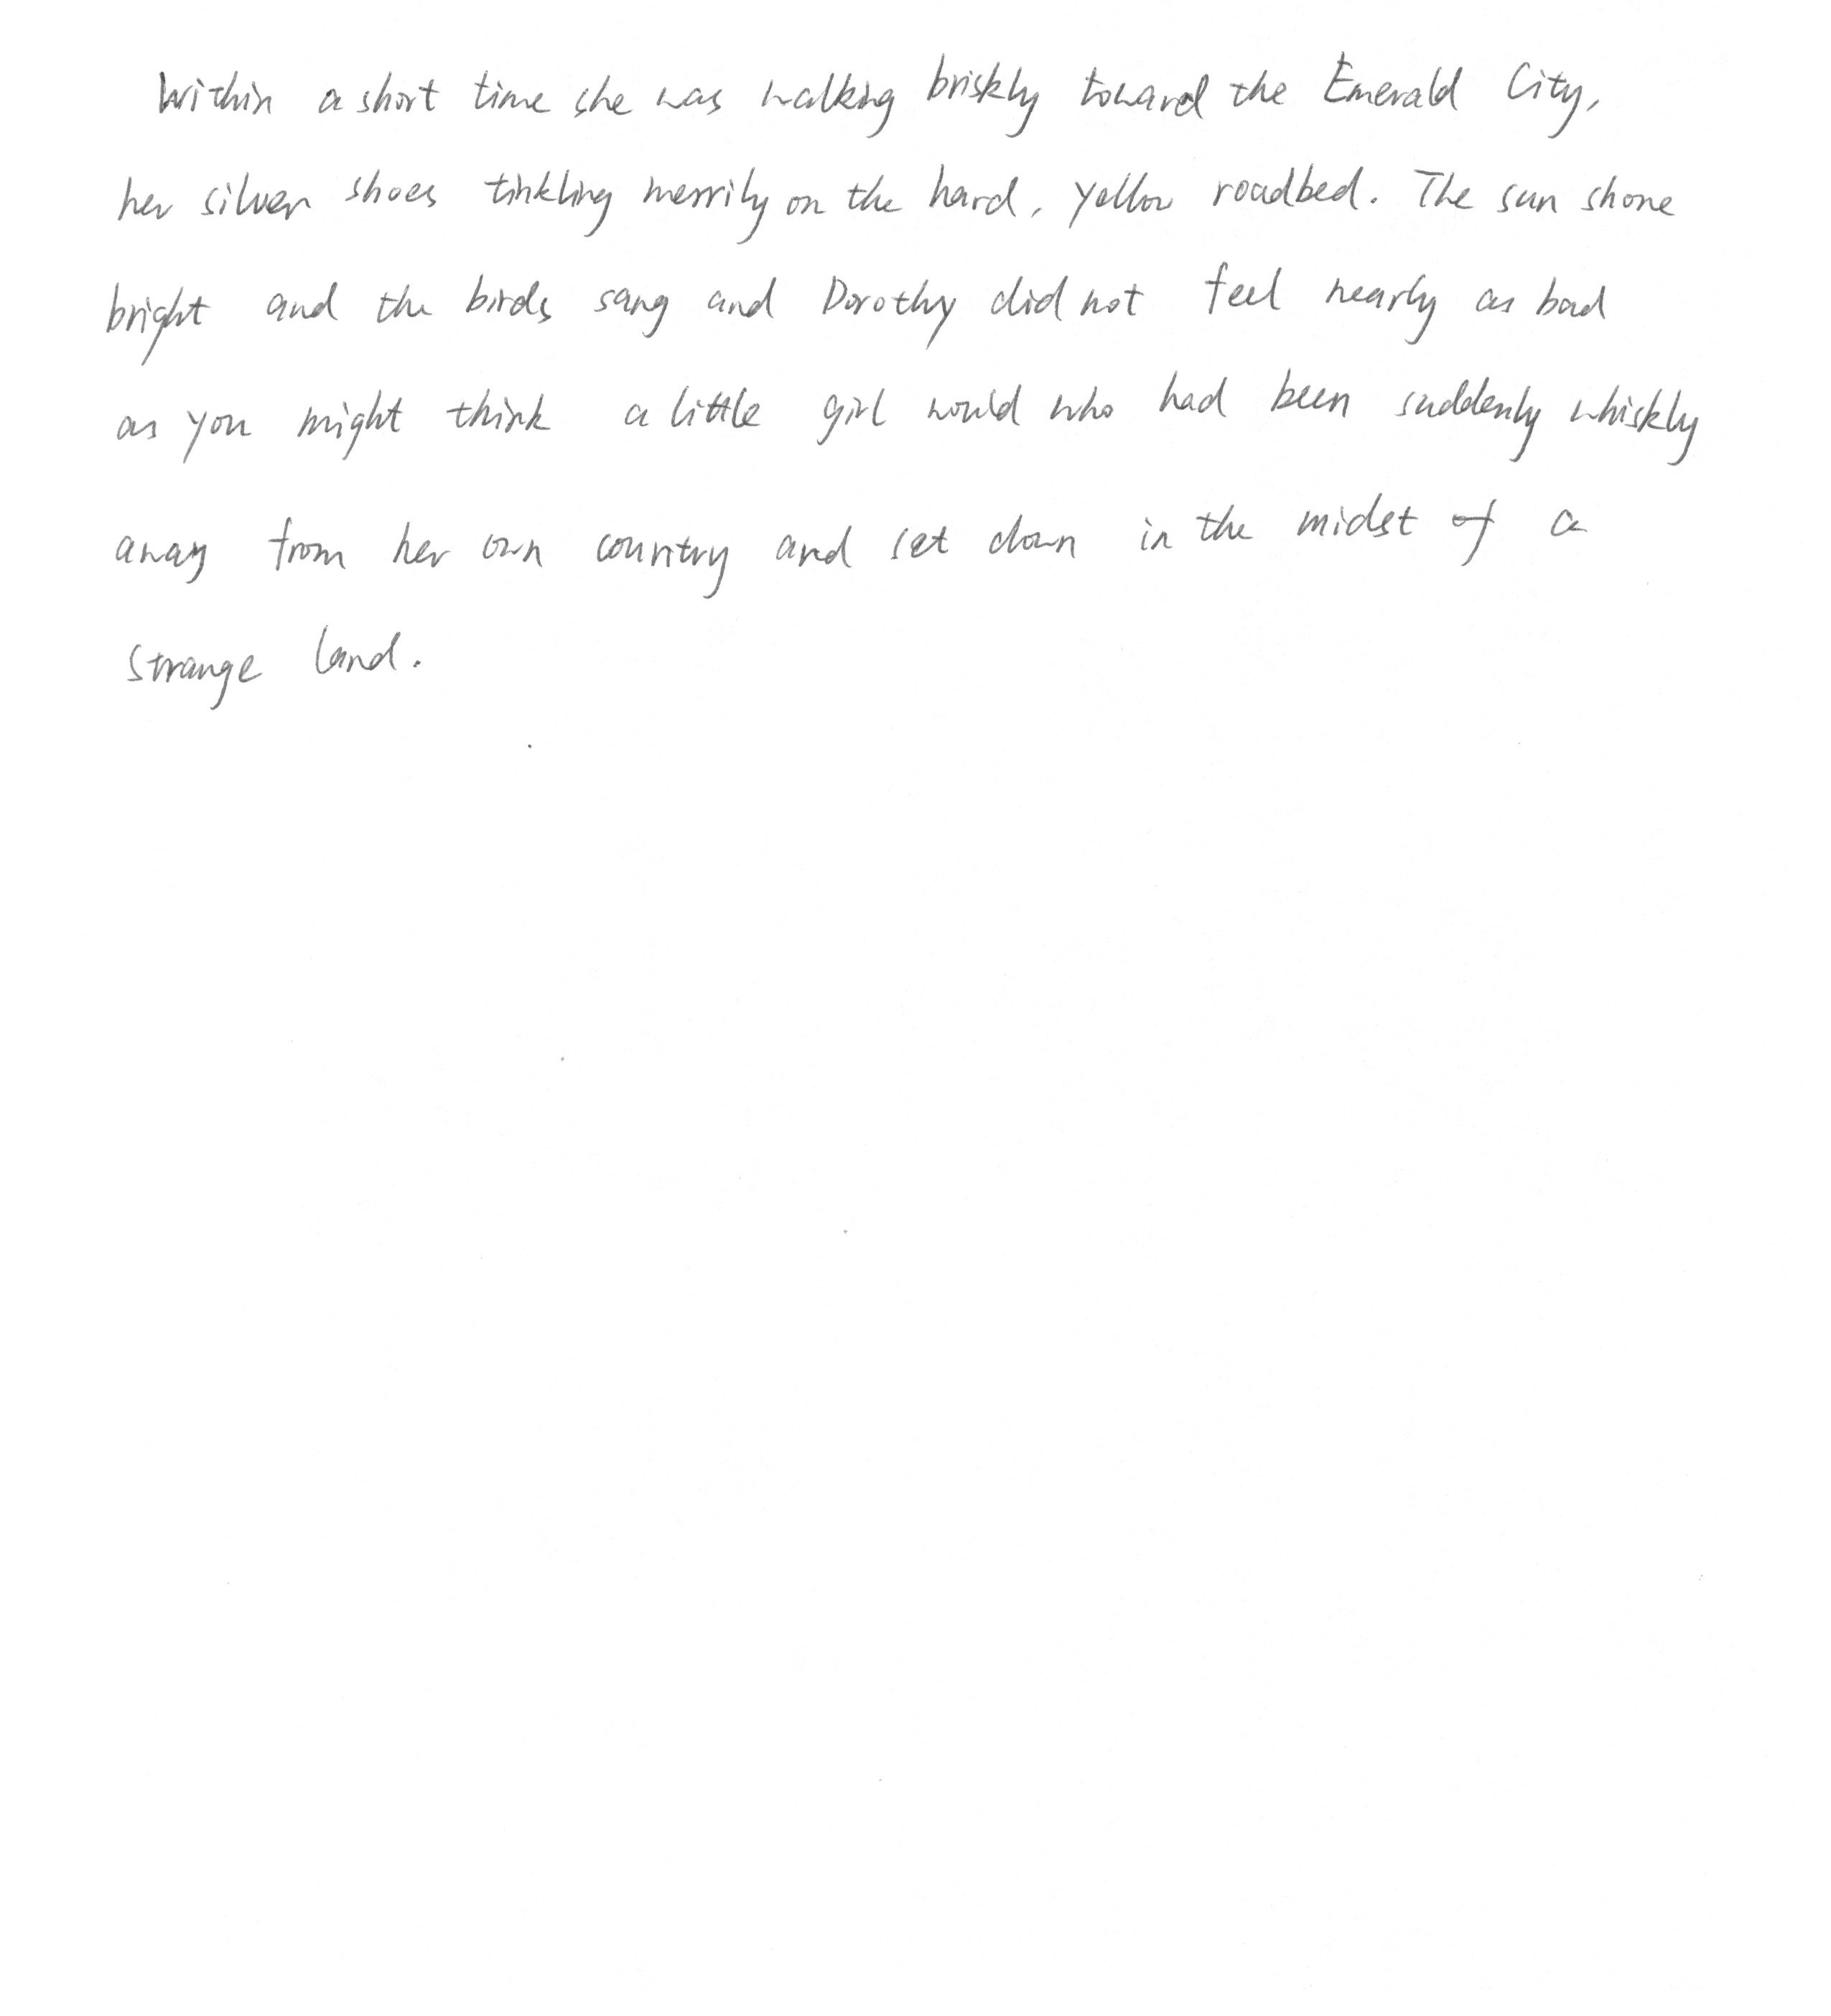 Within a short time she was walking briskly toward the Emerald City,
her silver shoes tinkling merrily on the hard, yellow roadbed. The sun shone
bright and the birds sang and Dorothy did not feel nearly as bad
as you might think a little girl would who had been suddenly whiskly
away from her own country and set down in the midst of a
strange land.